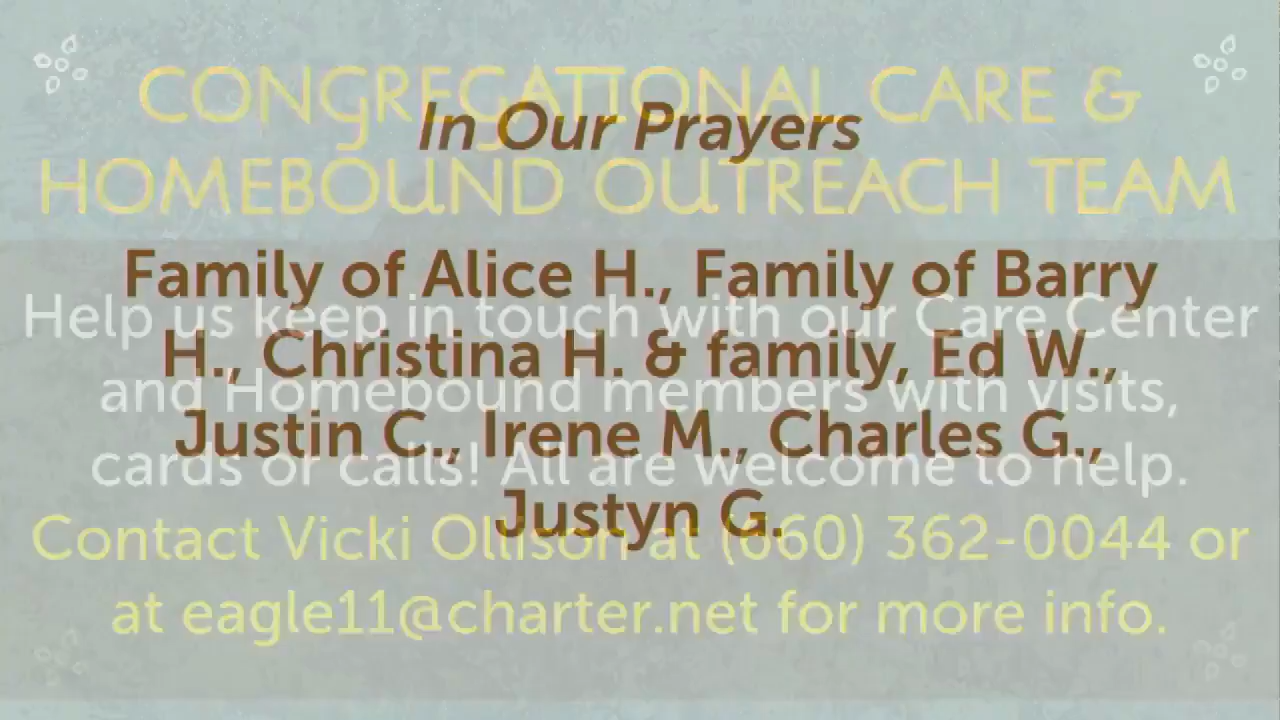 CONGREGATIONAL CARE &
HOMEBOUND OUTREACH TEAM
Help us keep in touch with our Care Center
and Homebound members with visits,
cards or calls! All are welcome to help.
Contact Vicki Ollison at (660) 362-0044 or
at eagle11@charter.net for more info.
In Our Prayers
Family of Alice H., Family of Barry
H., Christina H. & family, Ed W.,
Justin C., Irene M., Charles G.,
Justyn G.